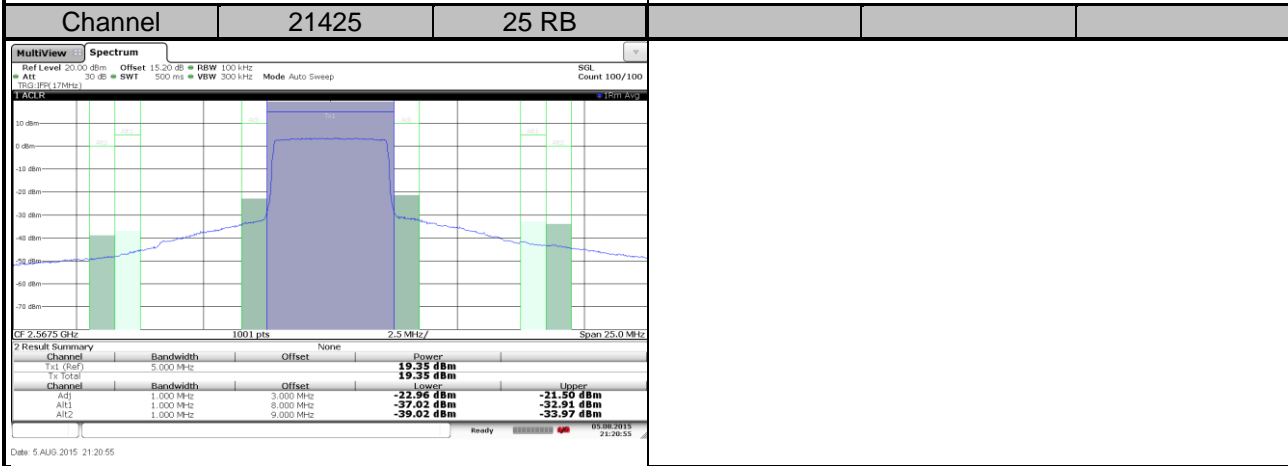 Channel 21425 25 RB
MultiView Spectrum
Ref Level 20.00 dBm Offset 15.20 dB RBW 100 kHz SGL
Att 30 dB SWT 500 ms VBW 300 kHz Mode Auto Sweep Count 100/100
TRG:IFP(17MHz)
1 ACLR 1Rm Avg
Tx1
Adj Adj
10 dBm
Alt1 Alt1
Alt2 Alt2
0 dBm
-10 dBm
-20 dBm
-30 dBm
-40 dBm
-50 dBm
-60 dBm
-70 dBm
CF 2.5675 GHz 1001 pts 2.5 MHz/ Span 25.0 MHz
2 Result Summary None
Channel Bandwidth Offset Power
Tx1 (Ref) 5.000 MHz 19.35 dBm
Tx Total 19.35 dBm
Channel Bandwidth Offset Lower Upper
Adj 1.000 MHz 3.000 MHz -22.96 dBm -21.50 dBm
Alt1 1.000 MHz 8.000 MHz -37.02 dBm -32.91 dBm
Alt2 1.000 MHz 9.000 MHz -39.02 dBm -33.97 dBm
Ready 05.08.2015
21:20:55
Date: 5.AUG.2015 21:20:55